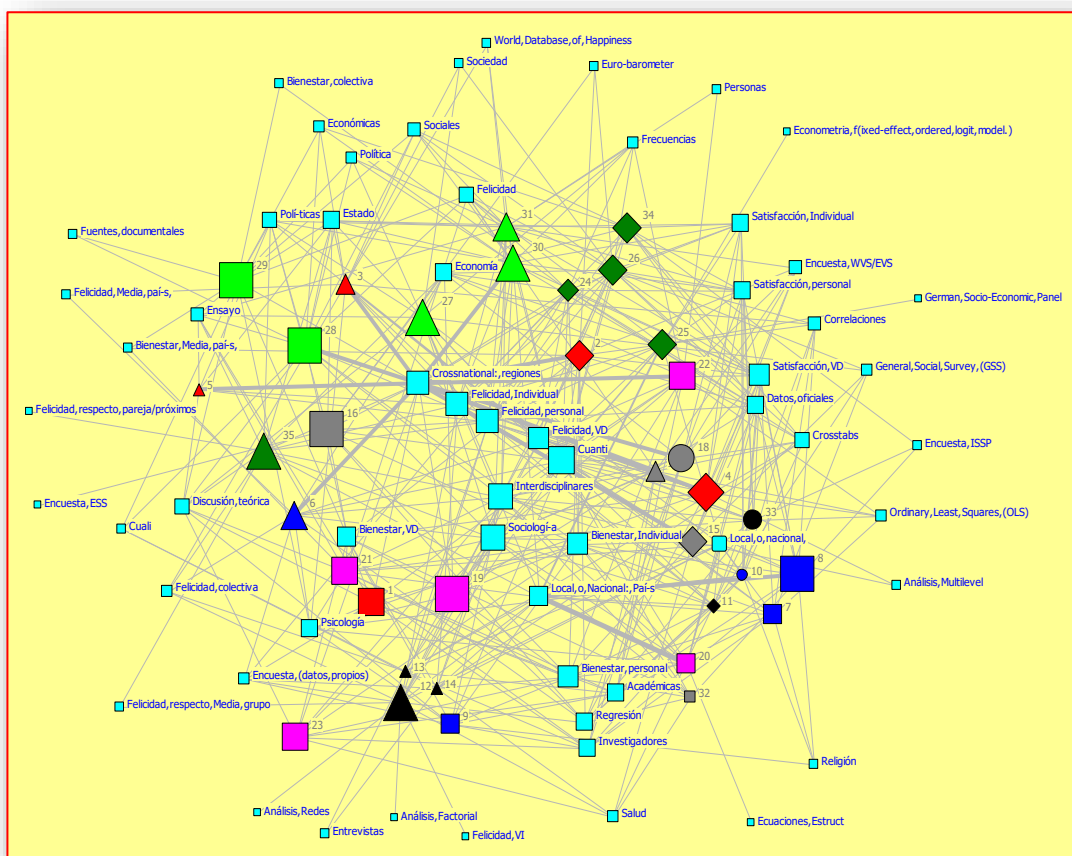 World,Database,of,Happiness
Sociedad
Euro-barometer
Bienestar,colectiva
Personas
Económicas
Sociales
Econometria,f(ixed-effect,ordered,logit,model.)
Frecuencias
Política
Felicidad
31
34
Polí-ticas
Estado
Satisfacción,Individual
Fuentes,documentales
30
26
29
3
Economía
Encuesta,WVS/EVS
24
Satisfacción,personal
Felicidad,Media,paí-s,
German,Socio-Economic,Panel
27
Ensayo
Correlaciones
28
25
2
Bienestar,Media,paí-s,
22
Satisfacción,VD
General,Social,Survey,(GSS)
Crossnational:,regiones
5
Felicidad,Individual
Datos,oficiales
Felicidad,respecto,pareja/próximos
16
Felicidad,personal
35
Felicidad,VD
Crosstabs
Encuesta,ISSP
Cuanti
18
4
Interdisciplinares
Encuesta,ESS
Discusión,teórica
6
33
Ordinary,Least,Squares,(OLS)
Cuali
Bienestar,VD
Sociologí-a
Bienestar,Individual
15
Local,o,nacional,
21
8
10
1
19
Felicidad,colectiva
Local,o,Nacional:,Paí-s
Análisis,Multilevel
11
7
Psicología
20
13
Encuesta,(datos,propios)
12
14
Bienestar,personal
Académicas
32
Felicidad,respecto,Media,grupo
23
9
Regresión
Investigadores
Religión
Análisis,Redes
Análisis,Factorial
Salud
Ecuaciones,Estruct
Entrevistas
Felicidad,VI